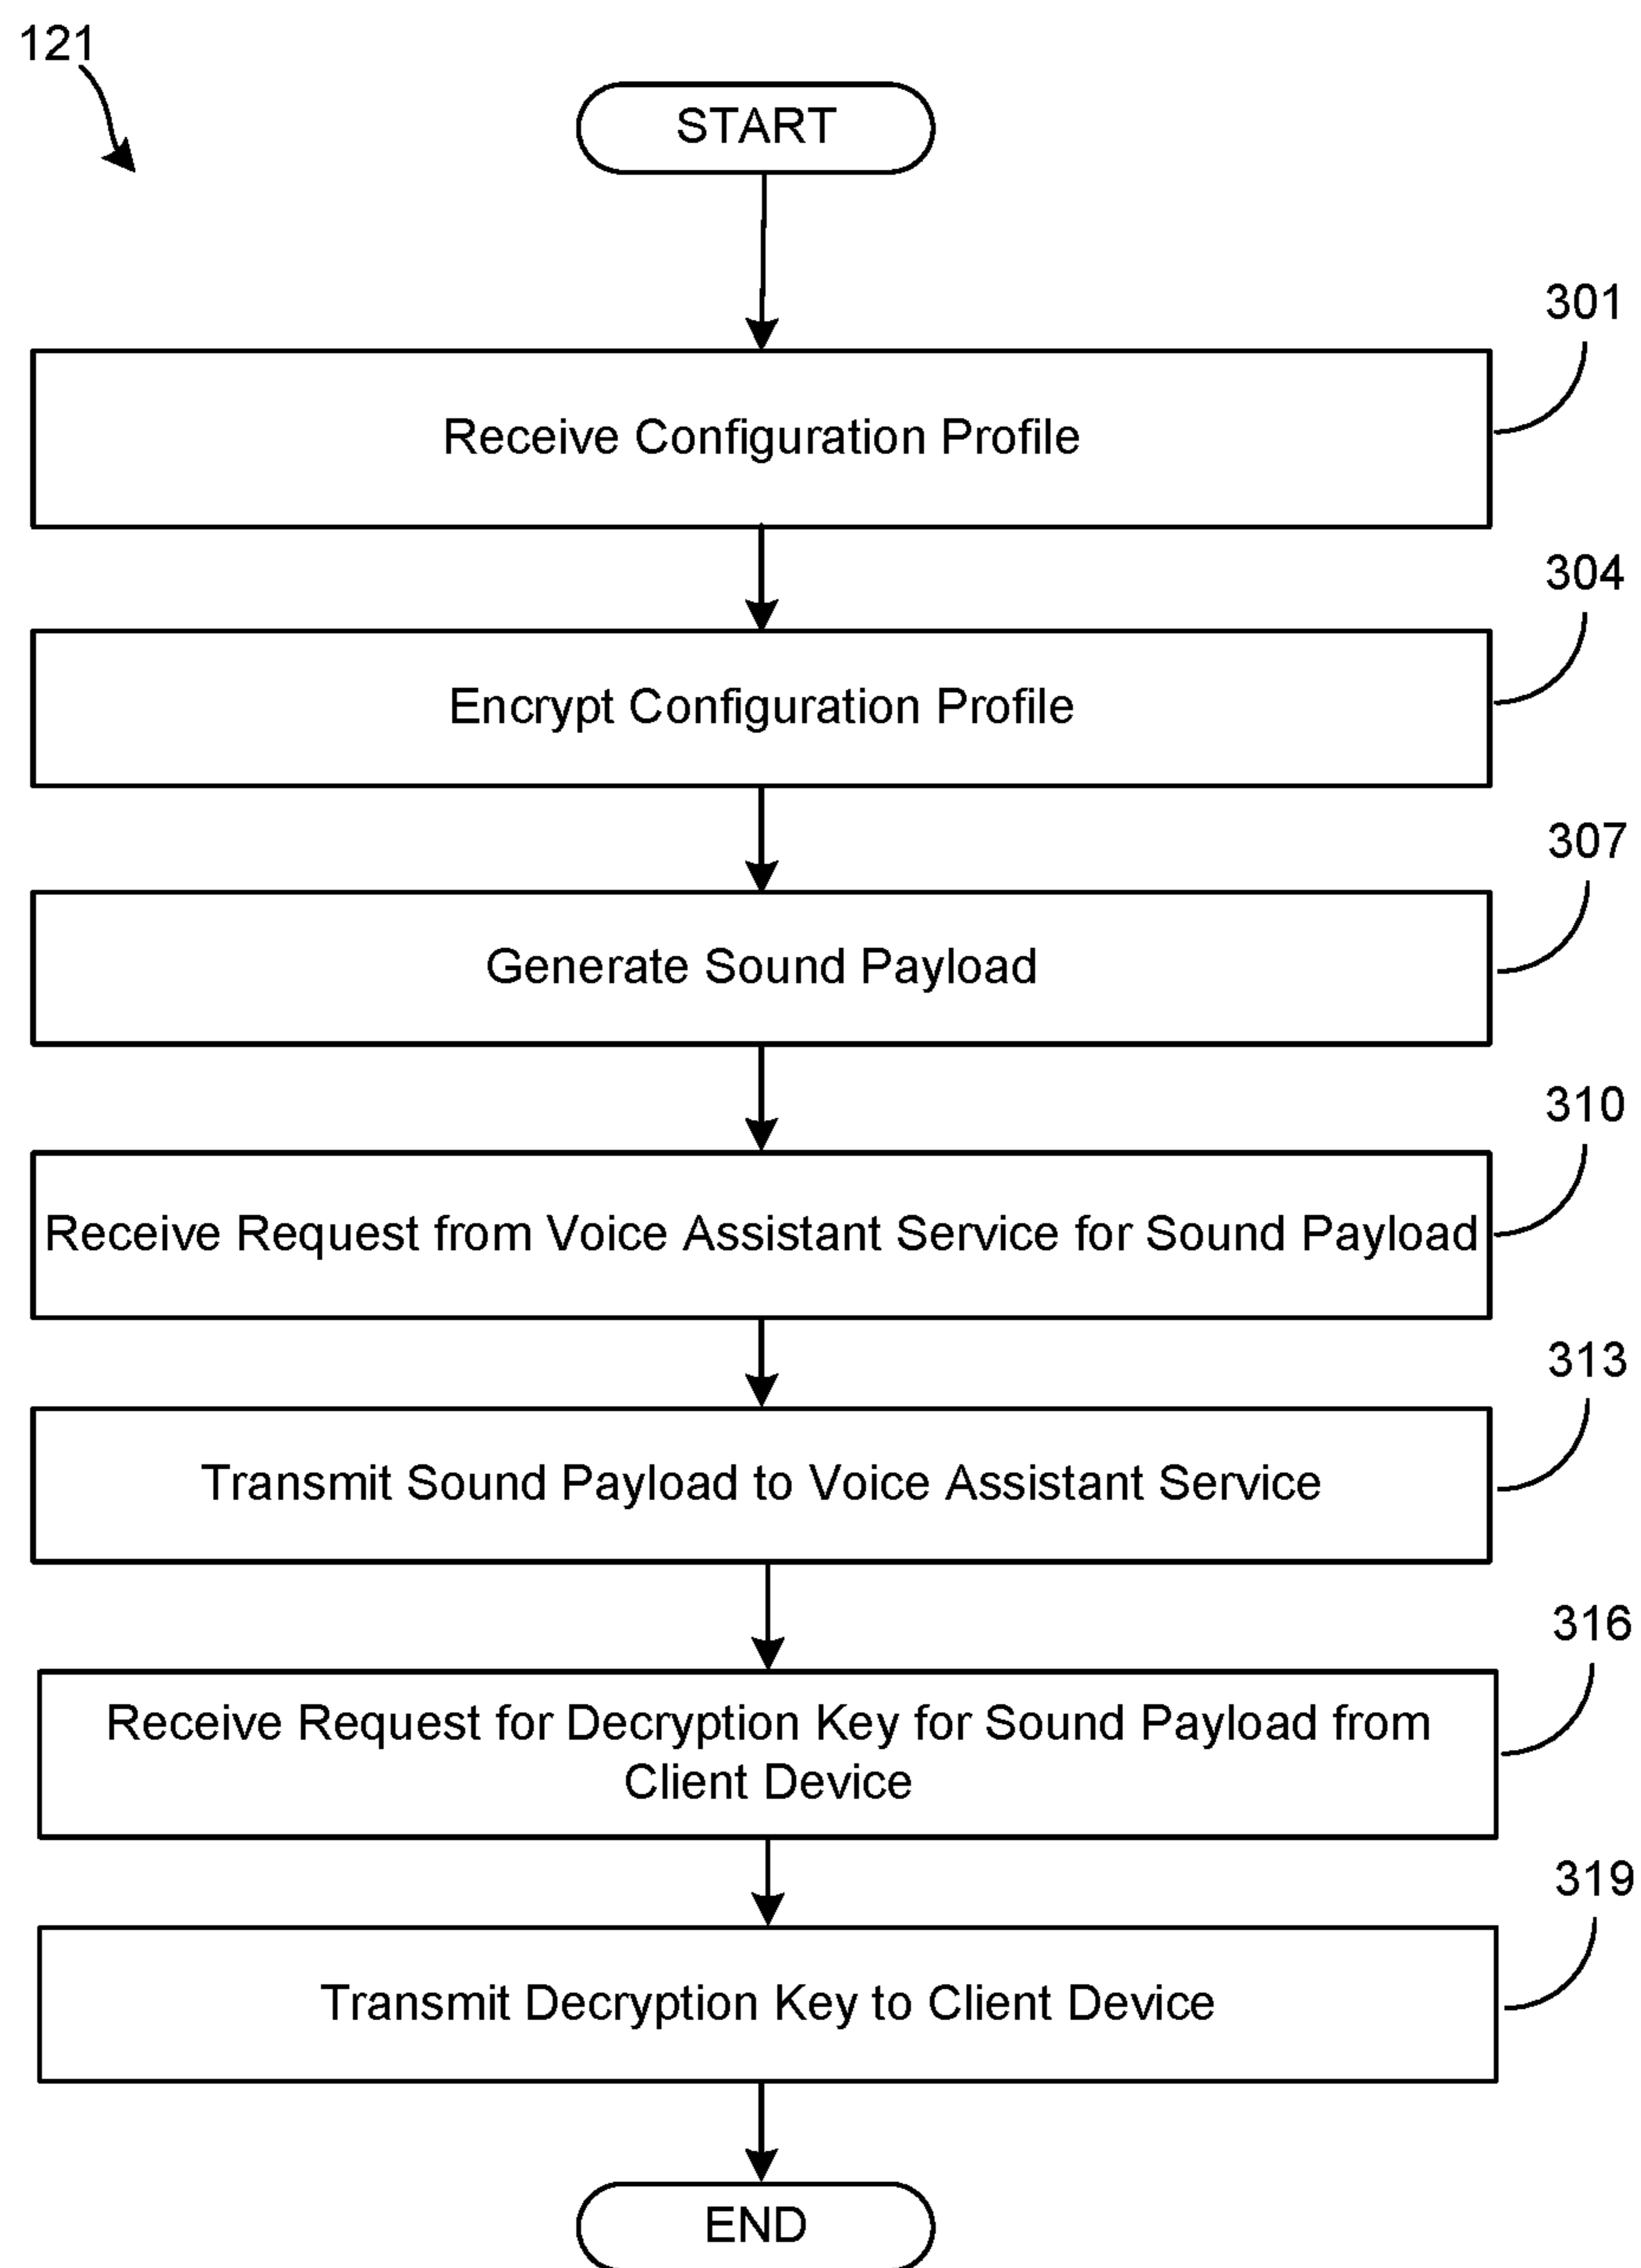 121
START
301
Receive Configuration Profile
304
Encrypt Configuration Profile
307
Generate Sound Payload
310
Receive Request from Voice Assistant Service for Sound Payload
313
Transmit Sound Payload to Voice Assistant Service
316
Receive Request for Decryption Key for Sound Payload from
Client Device
319
Transmit Decryption Key to Client Device
END